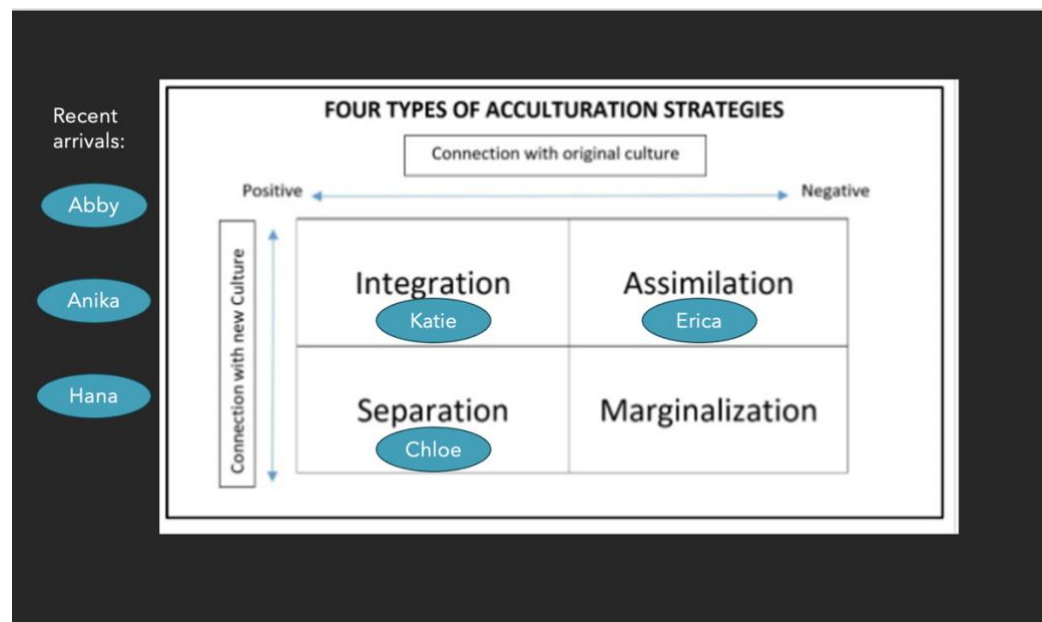 Recent
arrivals:
Abby
Anika
Hana
FOUR TYPES OF ACCULTURATION STRATEGIES
Connection with original culture
Positive
Negative
Connection with new Culture
Integration
Katie
Assimilation
Erica
Separation
Chloe
Marginalization